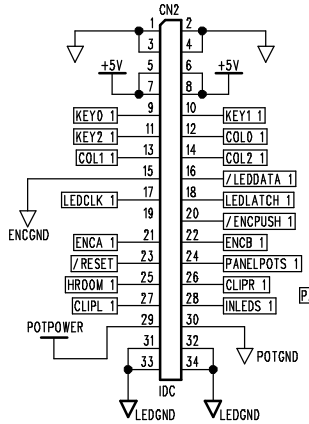 CN2
1 2
3 4
+5V 5 6 +5V
7 8
KEY0 1 9 10 KEY1 1
KEY2 1 11 12 COL0 1
COL1 1 13 14 COL2 1
15 16 /LEDDATA 1
LEDCLK 1 17 18 LEDLATCH 1
19 20 /ENCPUSH 1
ENCGND
ENCA 1 21 22 ENCB 1
/RESET 23 24 PANELPOTS 1
HROOM 1 25 26 CLIPR 1
CLIPL 1 27 28 INLEDS 1
P
POTPOWER 29 30
31 32 POTGND
33 34
IDC
LEDGND LEDGND